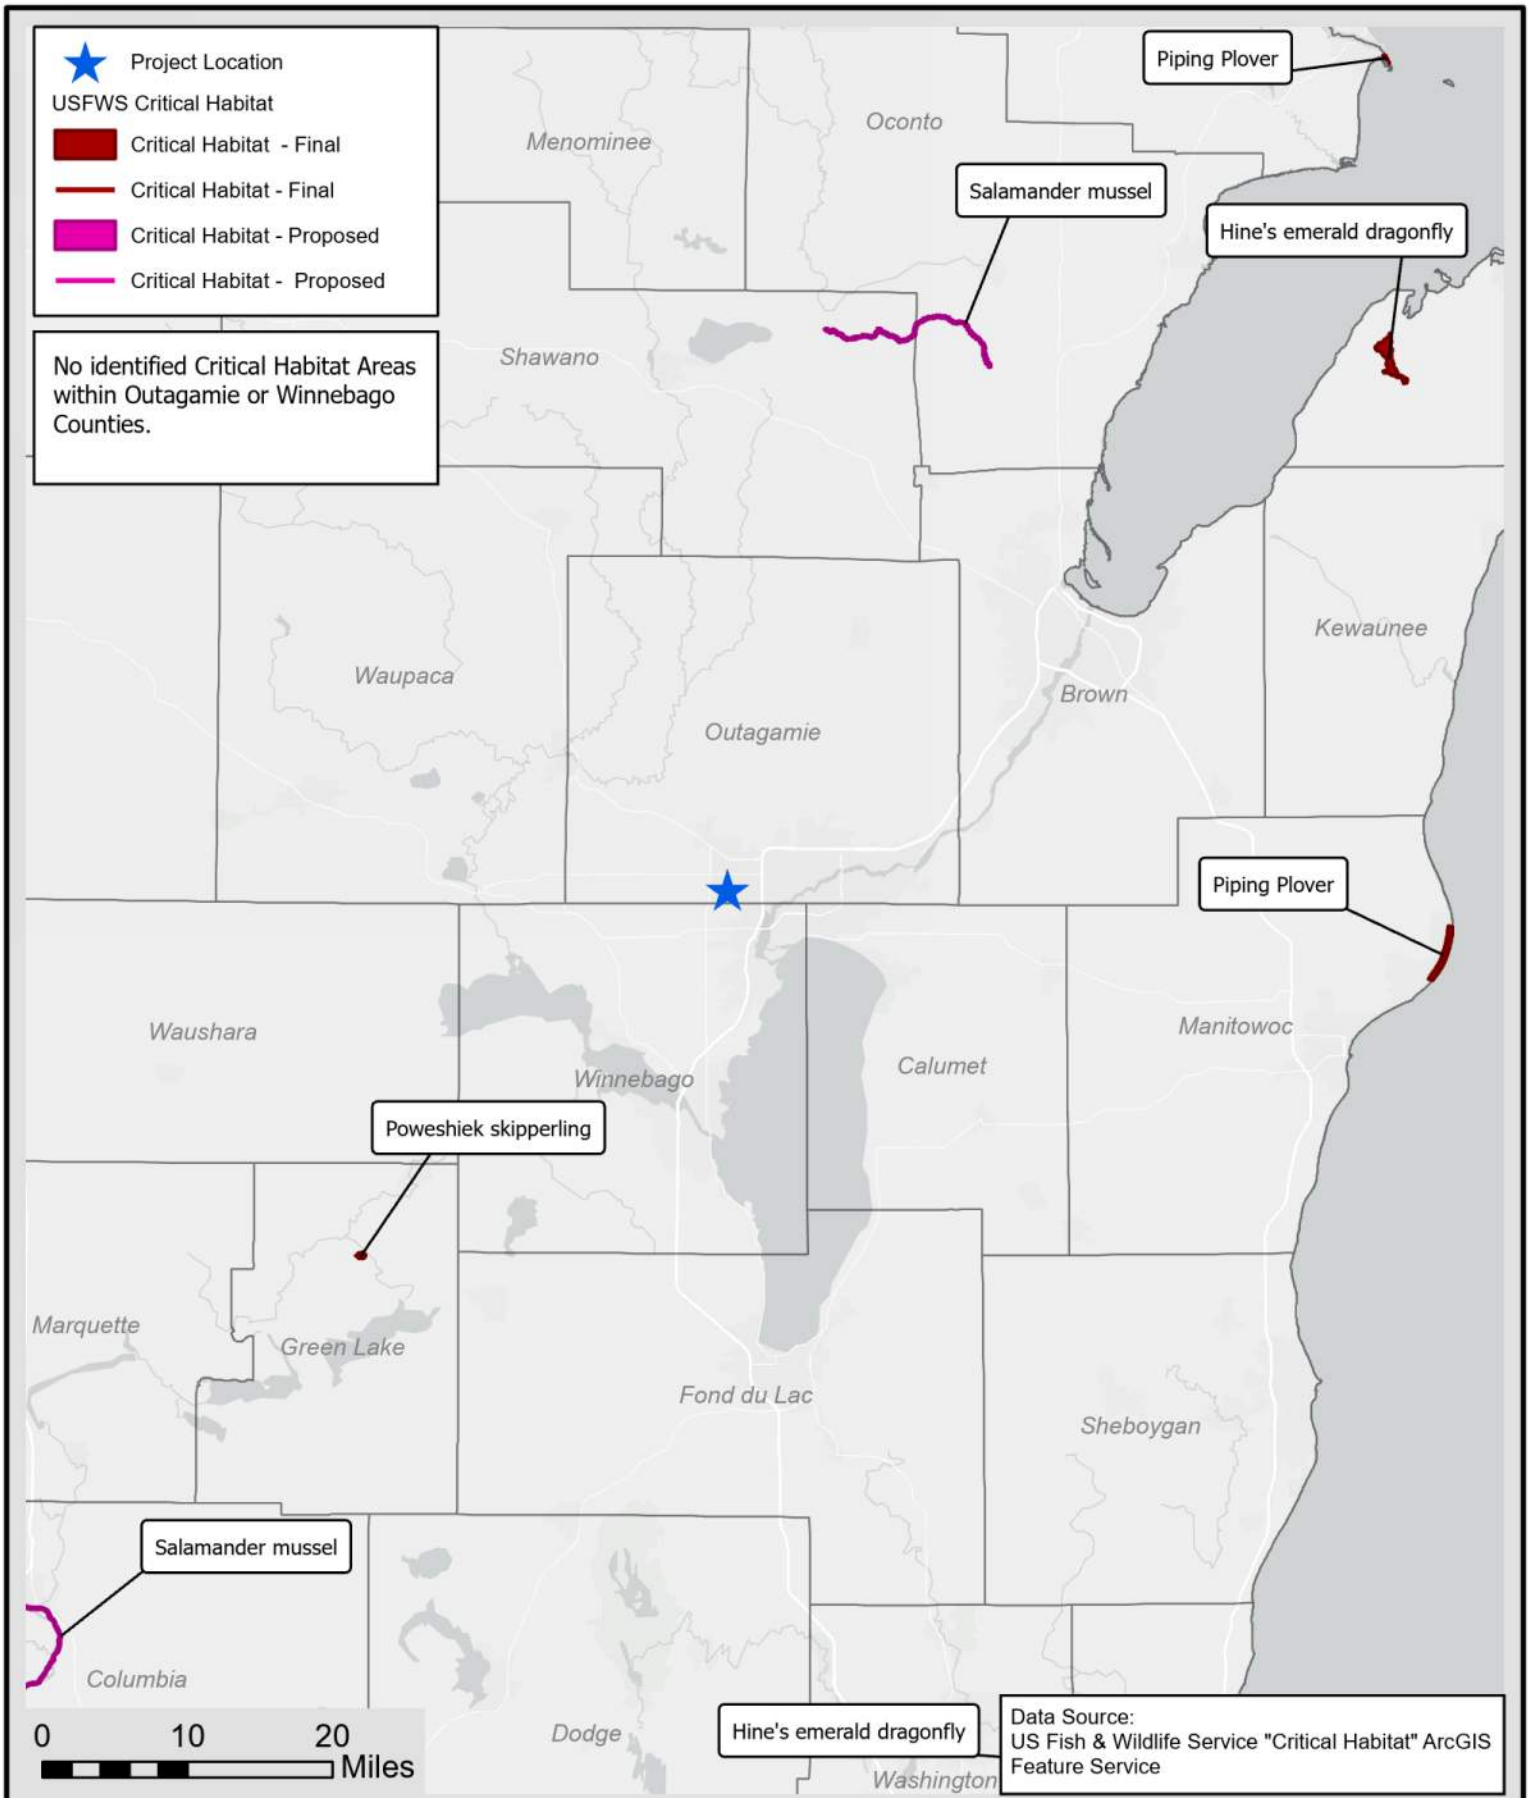 Project Location
USFWS Critical Habitat
Critical Habitat - Final
Critical Habitat - Final
Critical Habitat - Proposed
Critical Habitat - Proposed
No identified Critical Habitat Areas
within Outagamie or Winnebago
Counties.
Piping Plover
Oconto
Menominee
Salamander mussel
Hine's emerald dragonfly
Shawano
Kewaunee
Waupaca
Brown
Outagamie
Piping Plover
Waushara
Manitowoc
Calumet
Winnebago
Poweshiek skipperling
Marquette
Green Lake
Fond du Lac
Sheboygan
Salamander mussel
Columbia
Dodge
Hine's emerald dragonfly
Washington
0 10 20
Miles
Data Source:
US Fish & Wildlife Service "Critical Habitat" ArcGIS
Feature Service